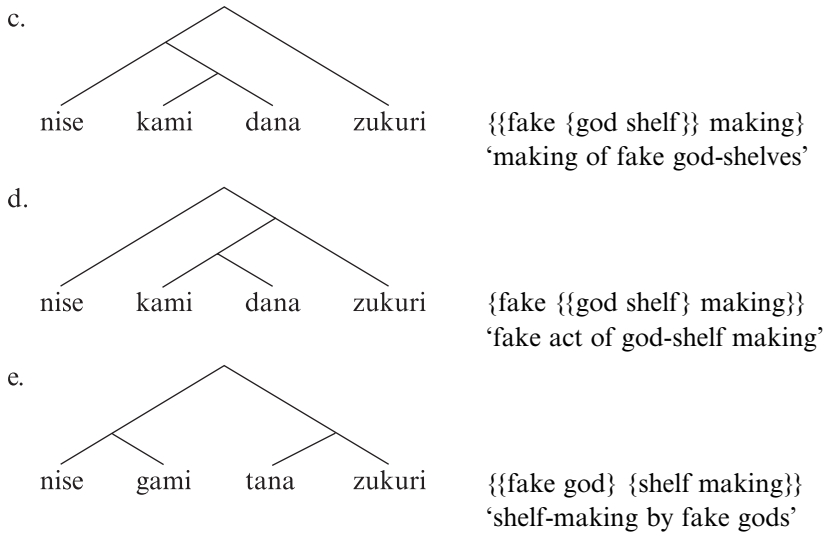 c.
nise kami dana zukuri {{fake {god shelf}} making}
‘making of fake god-shelves’
d.
nise kami dana zukuri {fake {{god shelf} making}}
‘fake act of god-shelf making’
e.
nise gami tana zukuri {{fake god} {shelf making}}
‘shelf-making by fake gods’